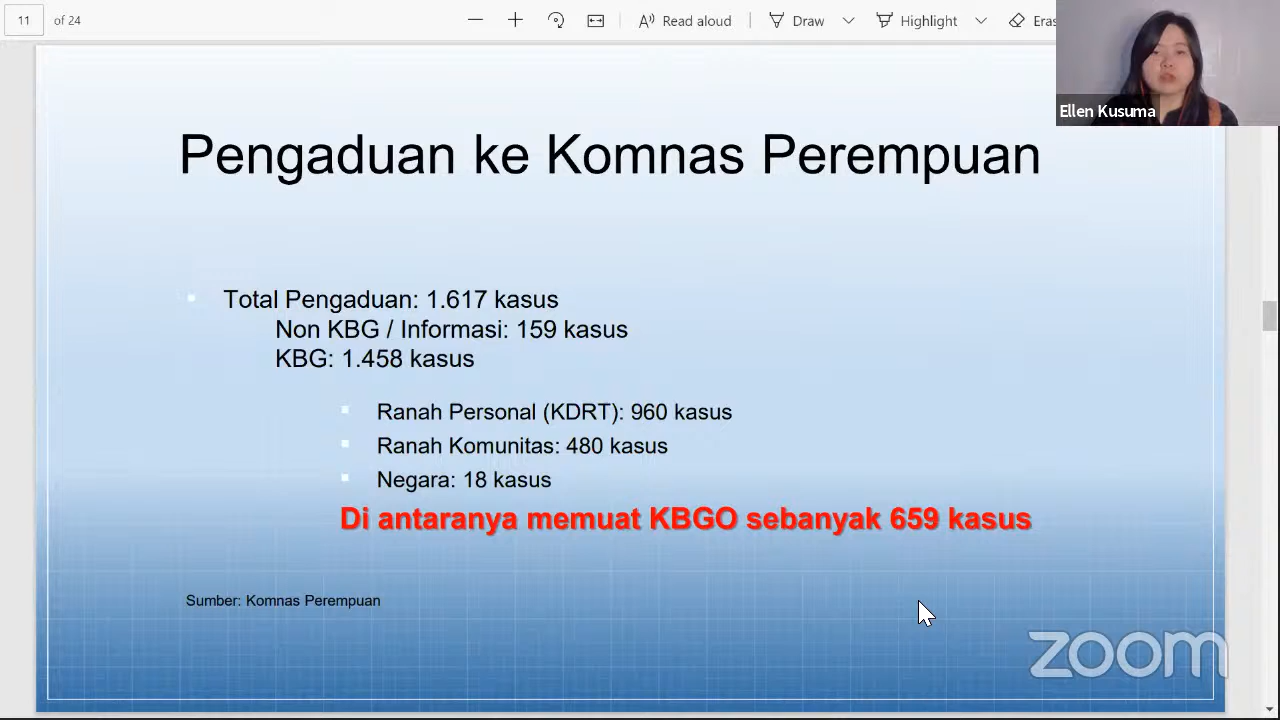 11 of 24
Read aloud
Draw
Highlight
Eras
Ellen Kusuma
Pengaduan ke Komnas Perempuan
Total Pengaduan: 1.617 kasus
Non KBG / Informasi: 159 kasus
KBG: 1.458 kasus
Ranah Personal (KDRT): 960 kasus
Ranah Komunitas: 480 kasus
Negara: 18 kasus
Di antaranya memuat KBGO sebanyak 659 kasus
Sumber: Komnas Perempuan
zoom